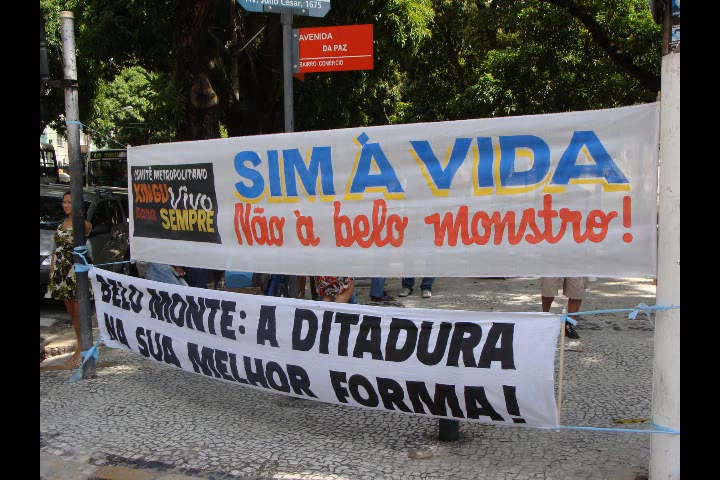 AV. JÚLIO CÉSAR, 1675
AVENIDA
DA PAZ
BAIRRO COMÉRCIO
COMITÊ METROPOLITANO
XINGU
Vivo
PARA
SEMPRE
SIM À VIDA
Não à belo monstro!
BELO MONTE: A DITADURA
NA SUA MELHOR FORMA!